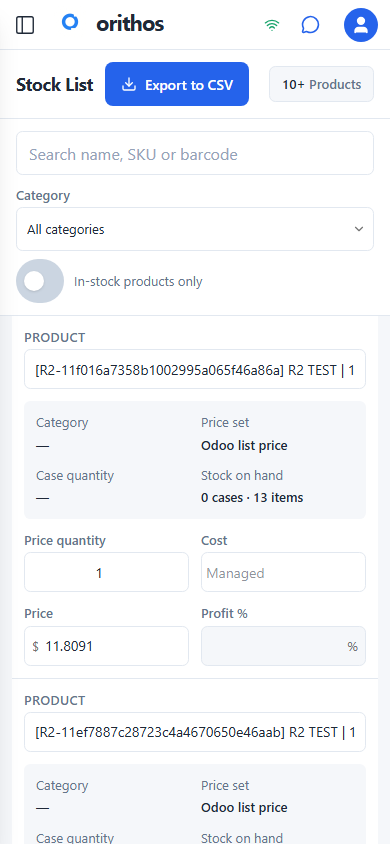 orithos
Stock List
Export to CSV
10+ Products
Search name, SKU or barcode
Category
All categories
In-stock products only
PRODUCT
[R2-11f016a7358b1002995a065f46a86a] R2 TEST | 1
Category
Price set
—
Odoo list price
Case quantity
Stock on hand
—
0 cases · 13 items
Price quantity
Cost
1
Managed
Price
Profit %
$ 11.8091
%
PRODUCT
[R2-11ef7887c28723c4a4670650e46aab] R2 TEST | 1
Category
Price set
—
Odoo list price
Case quantity
Stock on hand